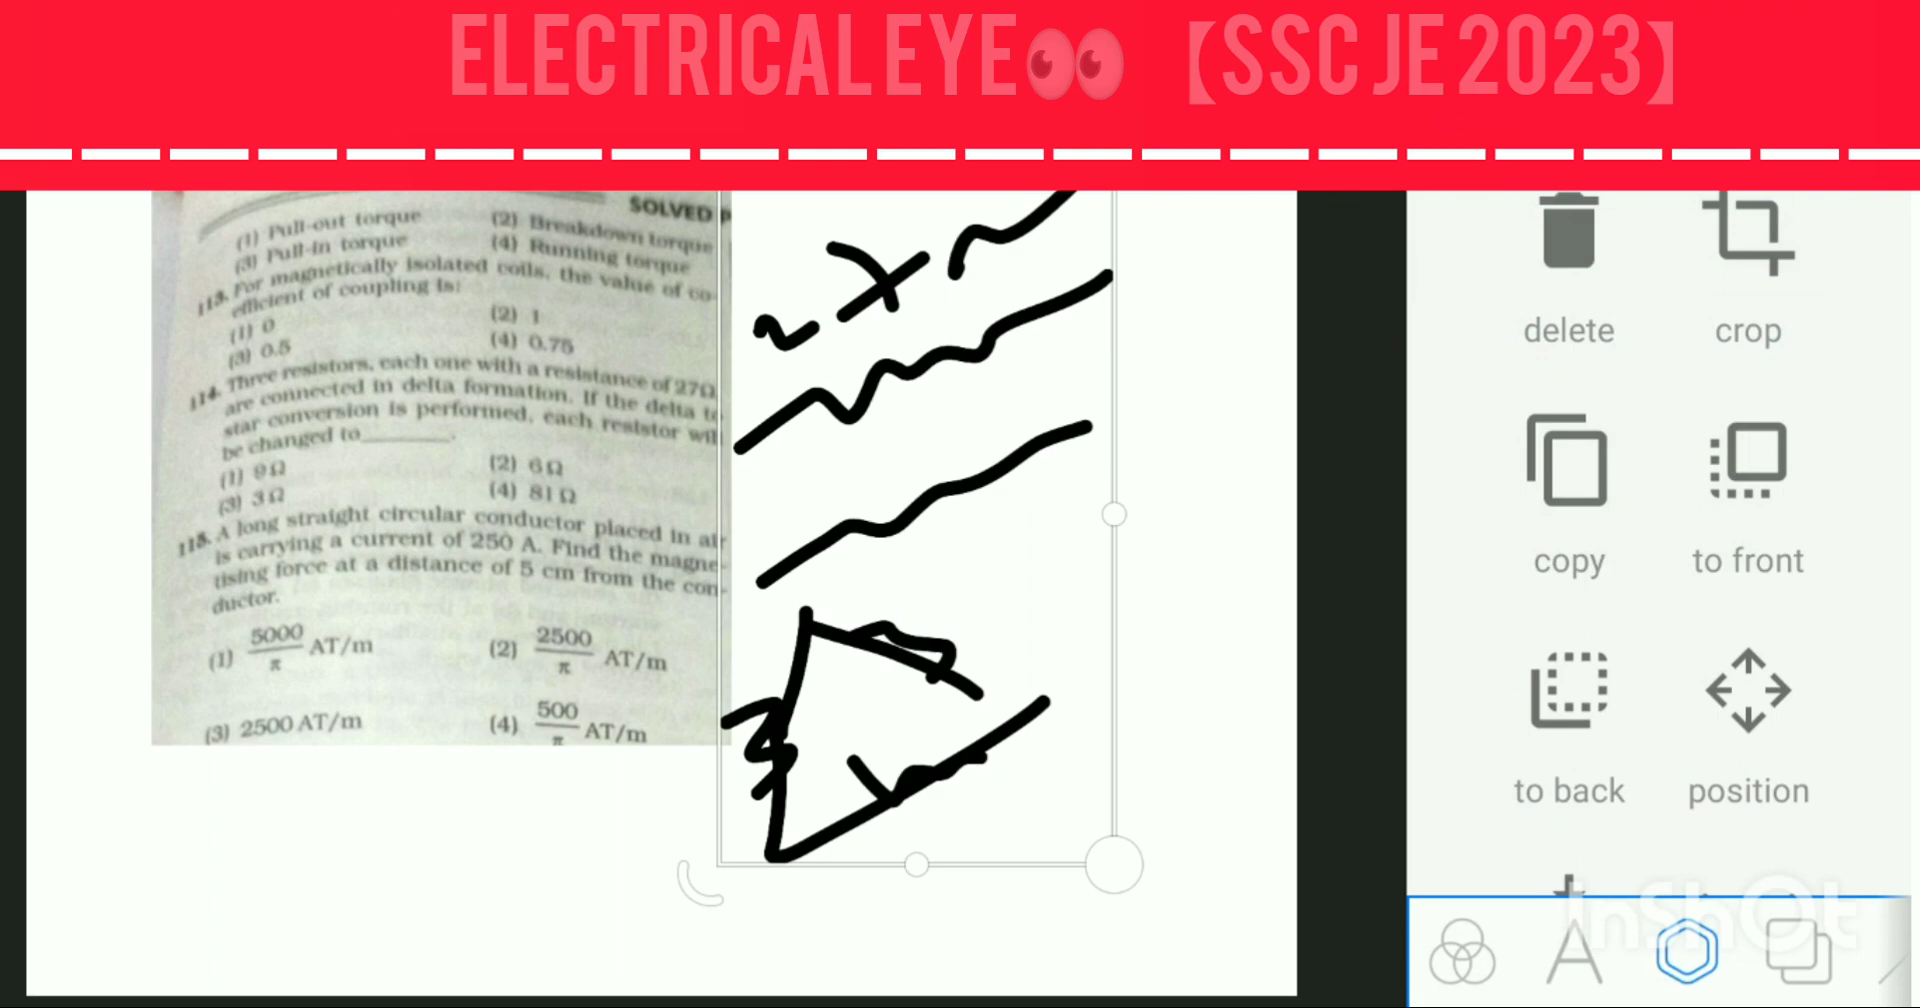 ELECTRICAL EYE👀 【SSC JE 2023】
SOLVED P
(1) Pull-out torque (2) Breakdown torque
(3) Pull-in torque (4) Running torque
113. For magnetically isolated coils, the value of co-
efficient of coupling is:
(1) 0 (2) 1
(3) 0.5 (4) 0.75
114. Three resistors, each one with a resistance of 27Ω
are connected in delta formation. If the delta to
star conversion is performed, each resistor will
be changed to________.
(1) 9Ω (2) 6Ω
(3) 3Ω (4) 81Ω
115. A long straight circular conductor placed in air
is carrying a current of 250 A. Find the magne-
tising force at a distance of 5 cm from the con-
ductor.
(1) 5000/π AT/m (2) 2500/π AT/m
(3) 2500 AT/m (4) 500/π AT/m
delete crop
copy to front
to back position
InShOt
A